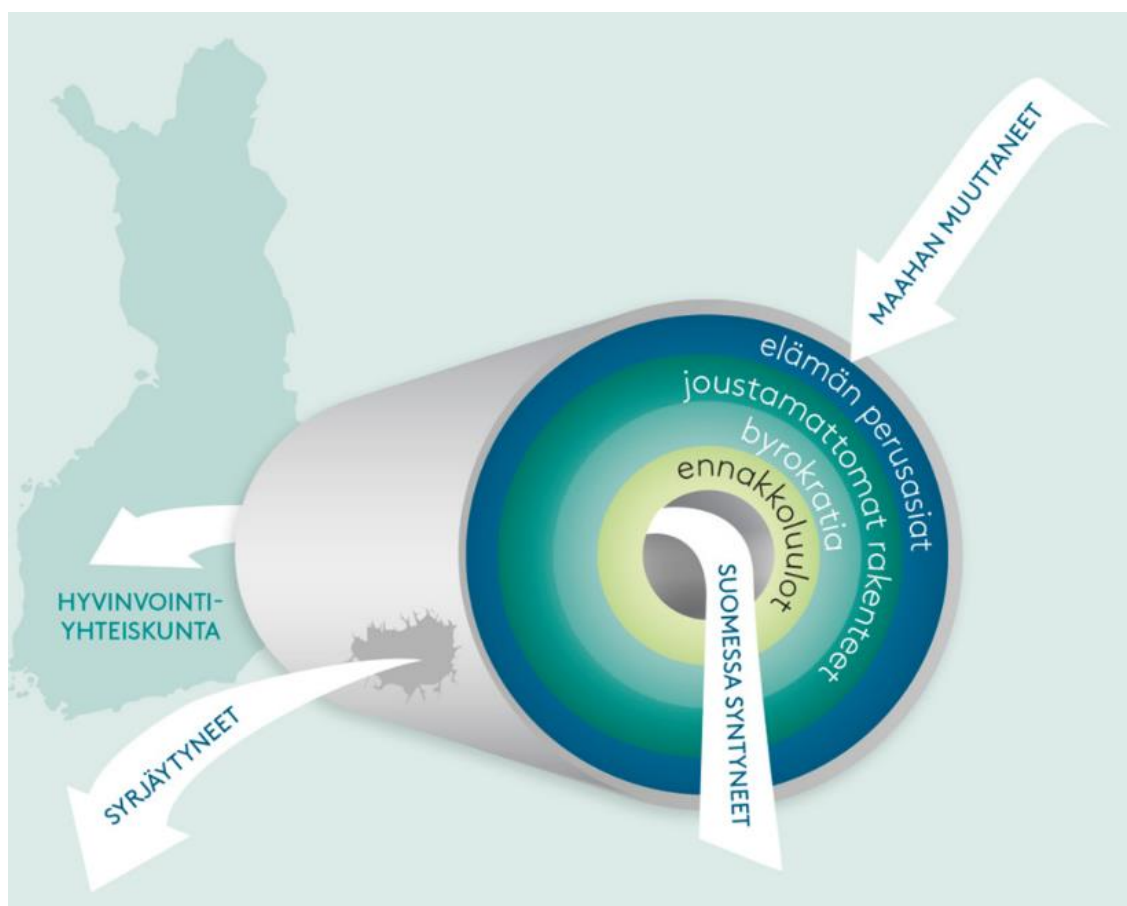 MAAHAN MUUTTANEET
elämän perusasiat
joustamattomat rakenteet
byrokratia
ennakkoluulot
SUOMESSA SYNTYNEET
HYVINVOINTI-
YHTEISKUNTA
SYRJÄYTYNEET